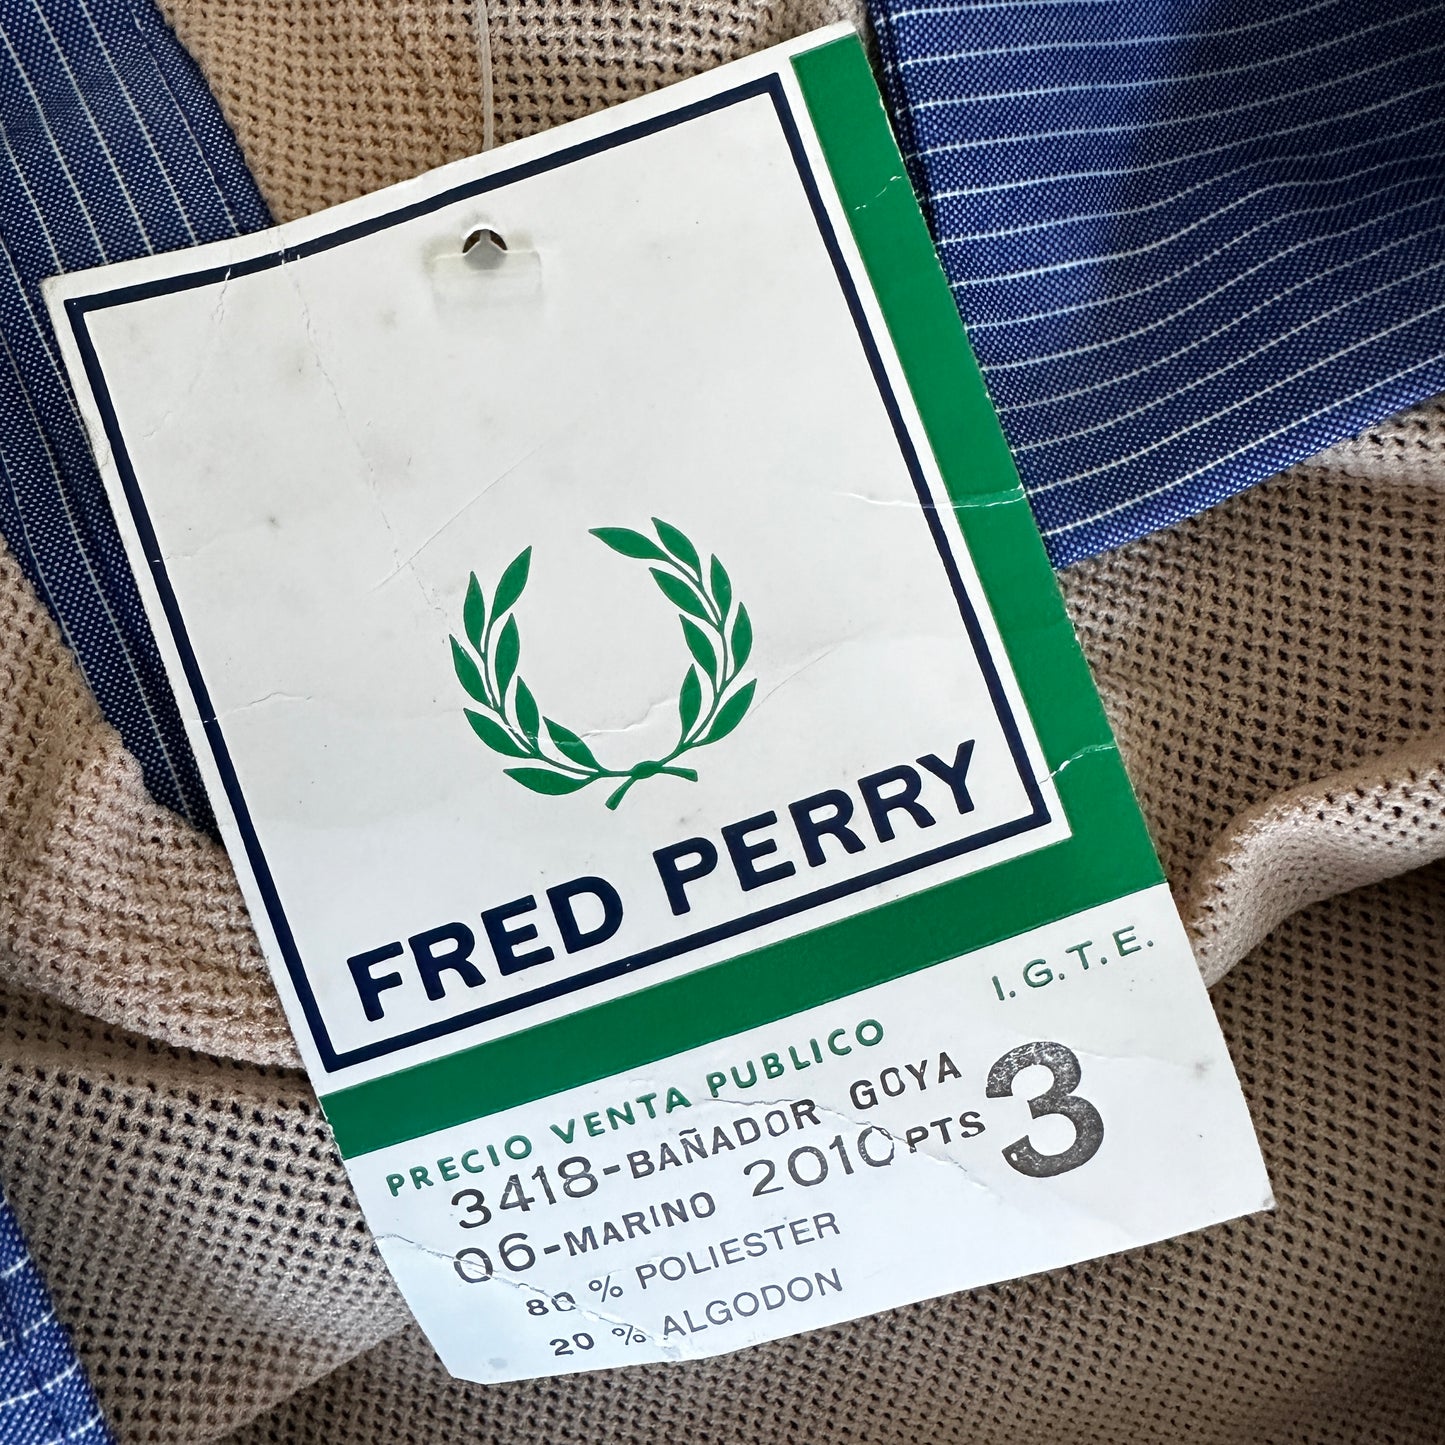 FRED PERRY
I.G.T.E.
PRECIO VENTA PUBLICO
3418-BAÑADOR GOYA
06-MARINO 2010 PTS 3
80 % POLIESTER
20 % ALGODON